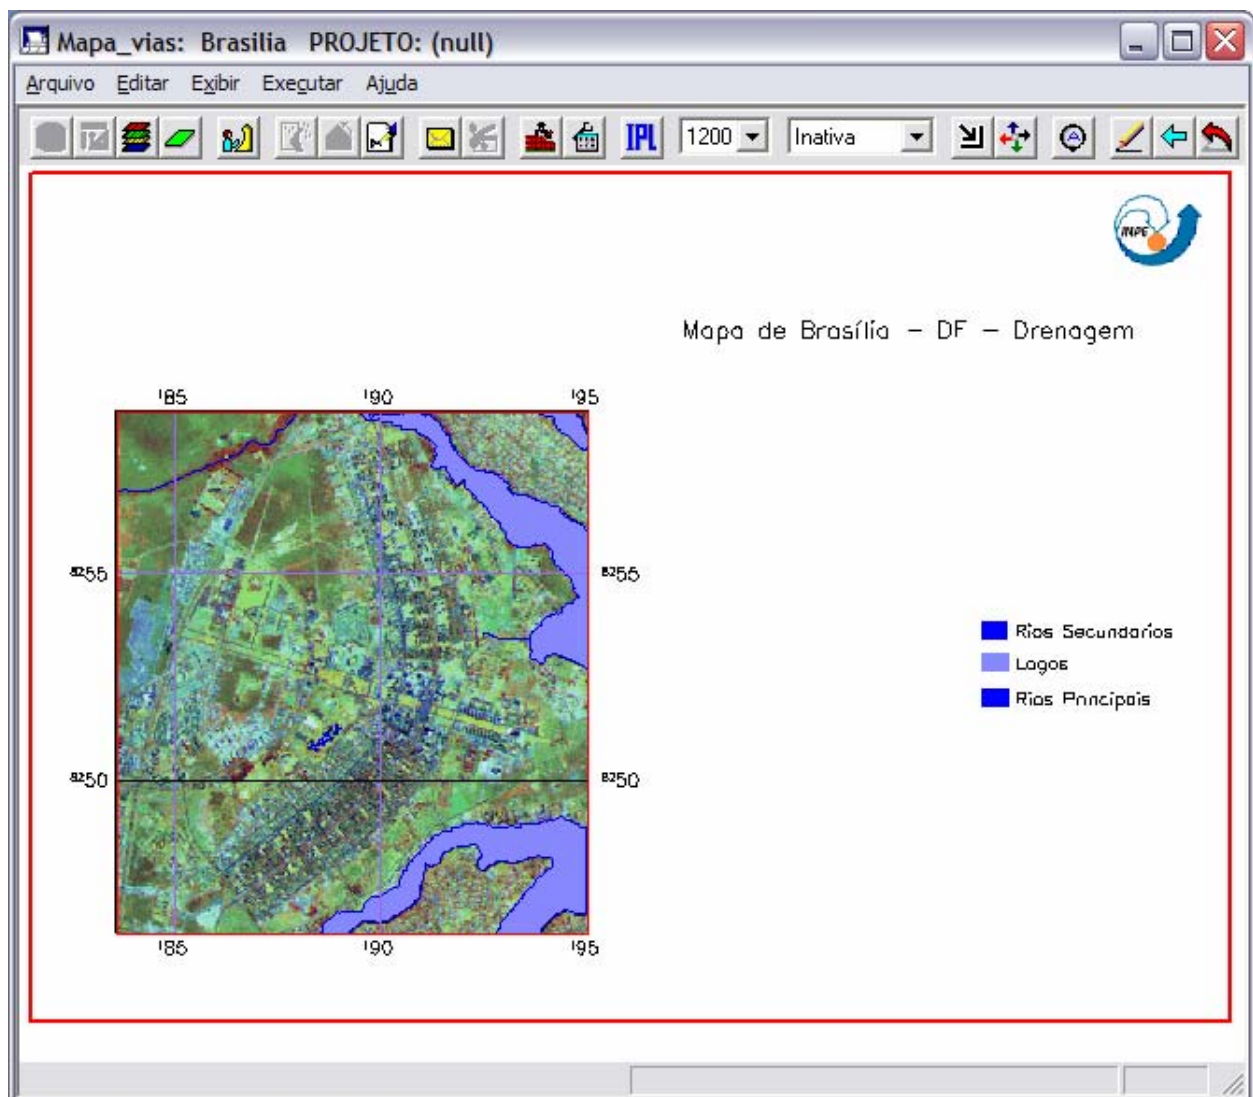 Mapa_vias: Brasilia PROJETO: (null)
Arquivo Editar Exibir Executar Ajuda
IPL 1200 Inativa
INPE
Mapa de Brasília - DF - Drenagem
185 190 195
8255 8255
Rios Secundarios
Lagos
Rios Principais
8250 8250
185 190 195